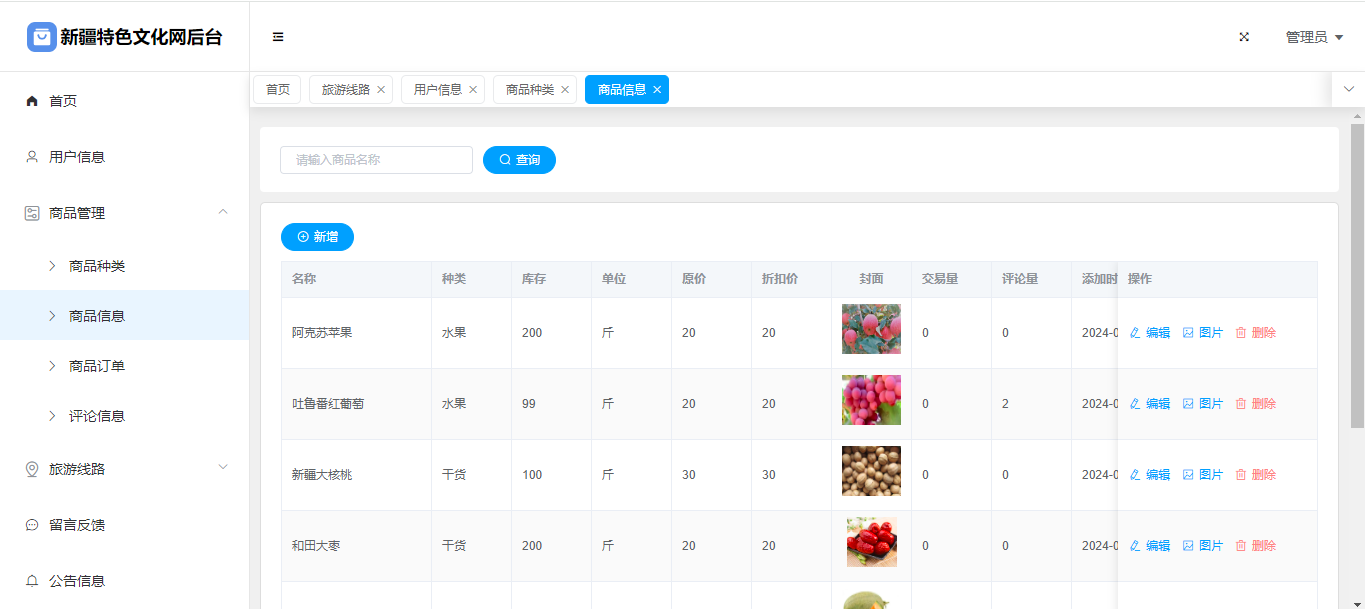 新疆特色文化网后台
管理员
首页
旅游线路
用户信息
商品种类
商品信息
首页
用户信息
商品管理
商品种类
商品信息
商品订单
评论信息
旅游线路
留言反馈
公告信息
请输入商品名称
查询
新增
名称 种类 库存 单位 原价 折扣价 封面 交易量 评论量 添加时 操作
阿克苏苹果 水果 200 斤 20 20 0 0 2024-0 编辑 图片 删除
吐鲁番红葡萄 水果 99 斤 20 20 0 2 2024-0 编辑 图片 删除
新疆大核桃 干货 100 斤 30 30 0 0 2024-0 编辑 图片 删除
和田大枣 干货 200 斤 20 20 0 0 2024-0 编辑 图片 删除